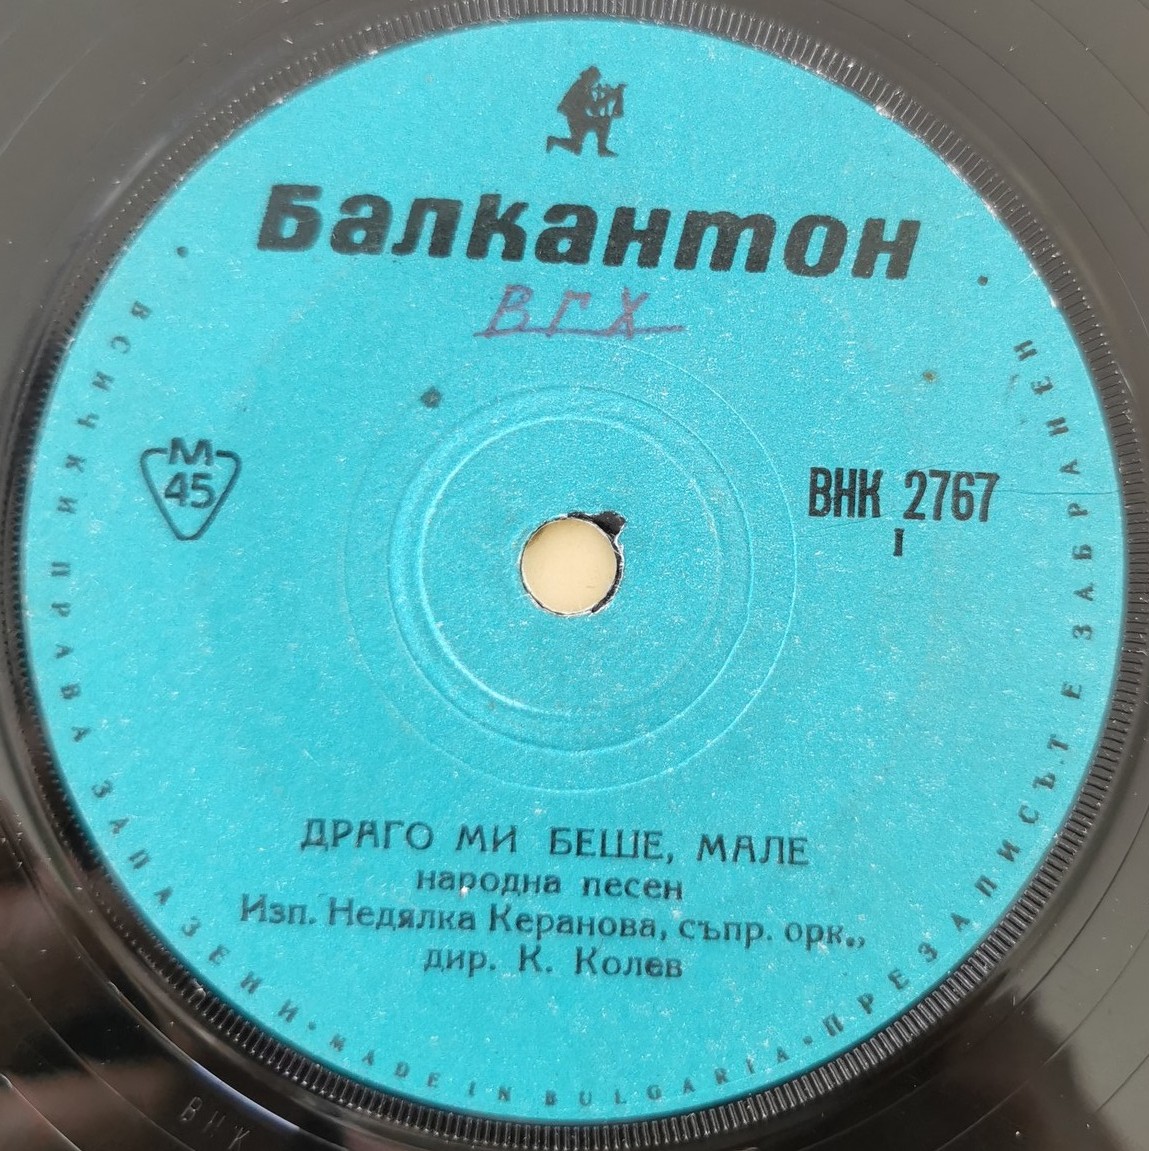 Балкантон
ВГХ
М
45
ВНК 2767
I
ДРАГО МИ БЕШЕ, МАЛЕ
народна песен
Изп. Недялка Керанова, съпр. орк.,
дир. К. Колев
ВСИЧКИ ПРАВА ЗАПАЗЕНИ • MADE IN BULGARIA • ПРЕЗАПИСЪТ Е ЗАБРАНЕН